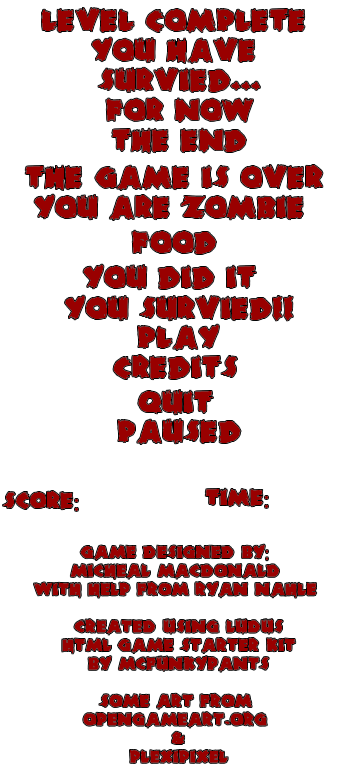 LEVEL COMPLETE
YOU HAVE
SURVIED...
FOR NOW
THE END
THE GAME IS OVER
YOU ARE ZOMBIE
FOOD
YOU DID IT
YOU SURVIED!!
PLAY
CREDITS
QUIT
PAUSED
SCORE: TIME:
GAME DESIGNED BY:
MICHEAL MACDONALD
WITH HELP FROM RYAN NAHLE
CREATED USING LUDUS
HTML GAME STARTER KIT
BY MCFUNKYPANTS
SOME ART FROM
OPENGAMEART.ORG
&
PLEXIPIXEL